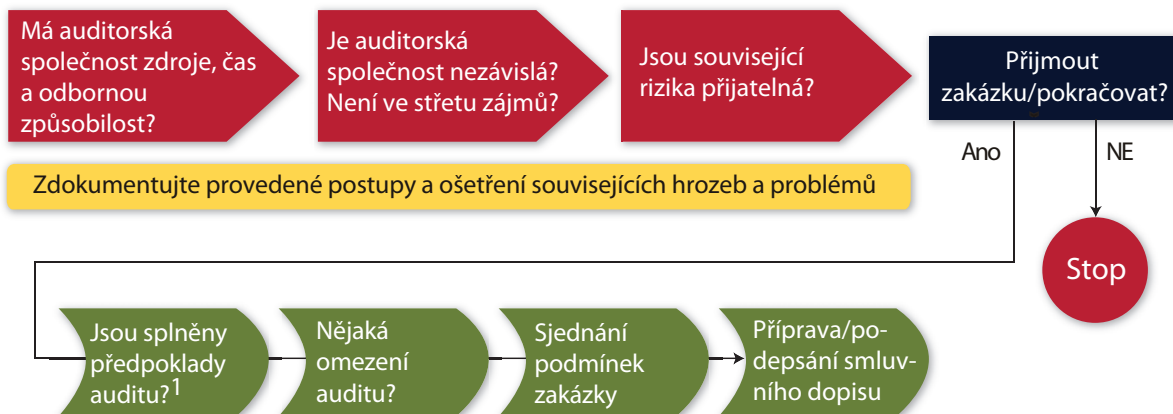 Má auditorská
společnost zdroje, čas
a odbornou
způsobilost?
Je auditorská
společnost nezávislá?
Není ve střetu zájmů?
Jsou související
rizika přijatelná?
Přijmout
zakázku/pokračovat?
Ano
NE
Zdokumentujte provedené postupy a ošetření souvisejících hrozeb a problémů
Stop
Jsou splněny
předpoklady
auditu?1
Nějaká
omezení
auditu?
Sjednání
podmínek
zakázky
Příprava/po-
depsání smluv-
ního dopisu